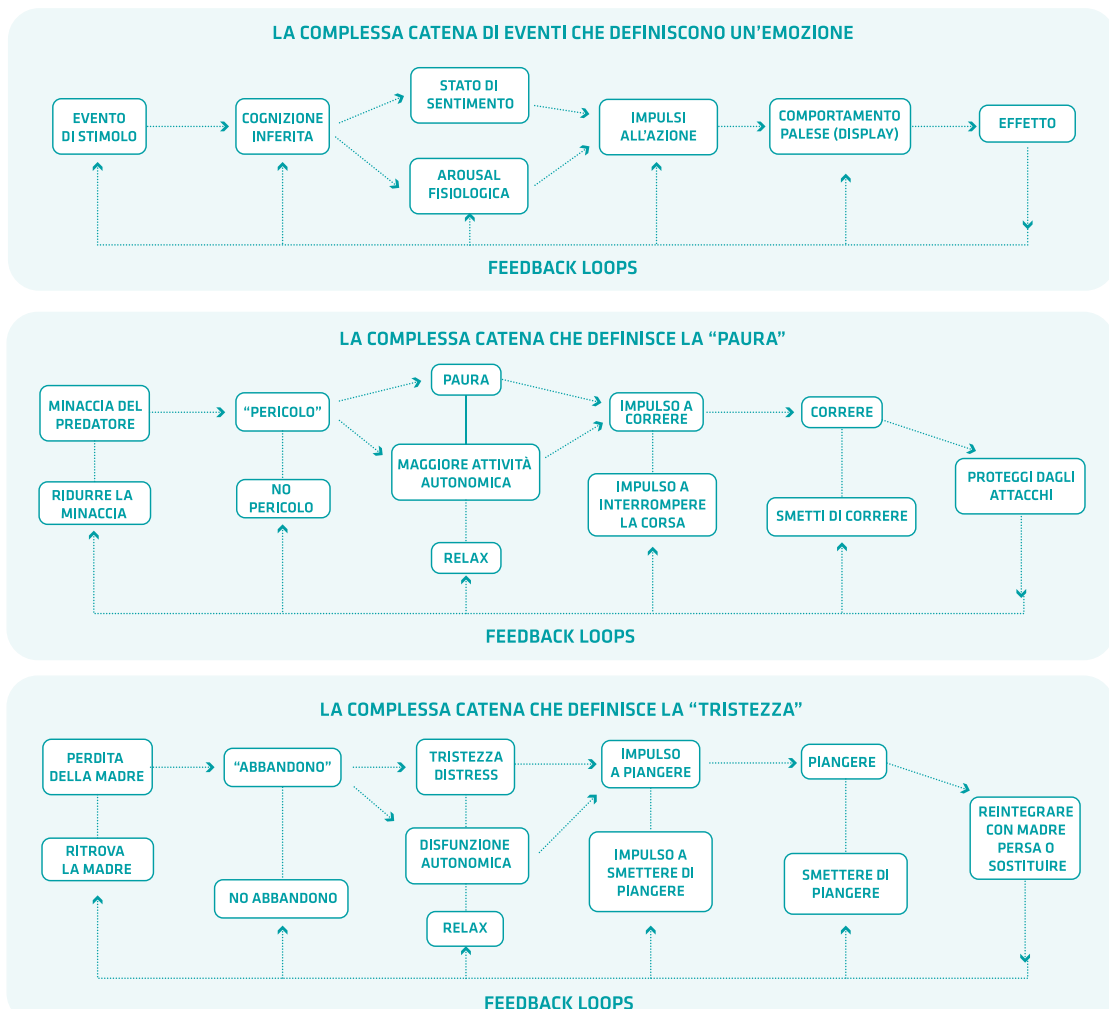 LA COMPLESSA CATENA DI EVENTI CHE DEFINISCONO UN'EMOZIONE
EVENTO
DI STIMOLO
COGNIZIONE
INFERITA
STATO DI
SENTIMENTO
AROUSAL
FISIOLOGICA
IMPULSI
ALL'AZIONE
COMPORTAMENTO
PALESE (DISPLAY)
EFFETTO
FEEDBACK LOOPS
LA COMPLESSA CATENA CHE DEFINISCE LA “PAURA”
MINACCIA DEL
PREDATORE
RIDURRE LA
MINACCIA
“PERICOLO”
NO
PERICOLO
PAURA
MAGGIORE ATTIVITÀ
AUTONOMICA
RELAX
IMPULSO A
CORRERE
IMPULSO A
INTERROMPERE
LA CORSA
CORRERE
SMETTI DI CORRERE
PROTEGGI DAGLI
ATTACCHI
FEEDBACK LOOPS
LA COMPLESSA CATENA CHE DEFINISCE LA “TRISTEZZA”
PERDITA
DELLA MADRE
RITROVA
LA MADRE
“ABBANDONO”
NO ABBANDONO
TRISTEZZA
DISTRESS
DISFUNZIONE
AUTONOMICA
RELAX
IMPULSO
A PIANGERE
IMPULSO A
SMETTERE DI
PIANGERE
PIANGERE
SMETTERE DI
PIANGERE
REINTEGRARE
CON MADRE
PERSA O
SOSTITUIRE
FEEDBACK LOOPS